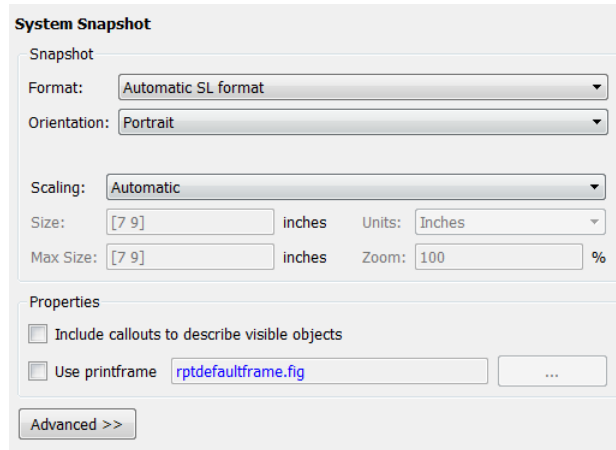 System Snapshot
Snapshot
Format: Automatic SL format
Orientation: Portrait
Scaling: Automatic
Size: [7 9] inches Units: Inches
Max Size: [7 9] inches Zoom: 100 %
Properties
Include callouts to describe visible objects
Use printframe rptdefaultframe.fig ...
Advanced >>